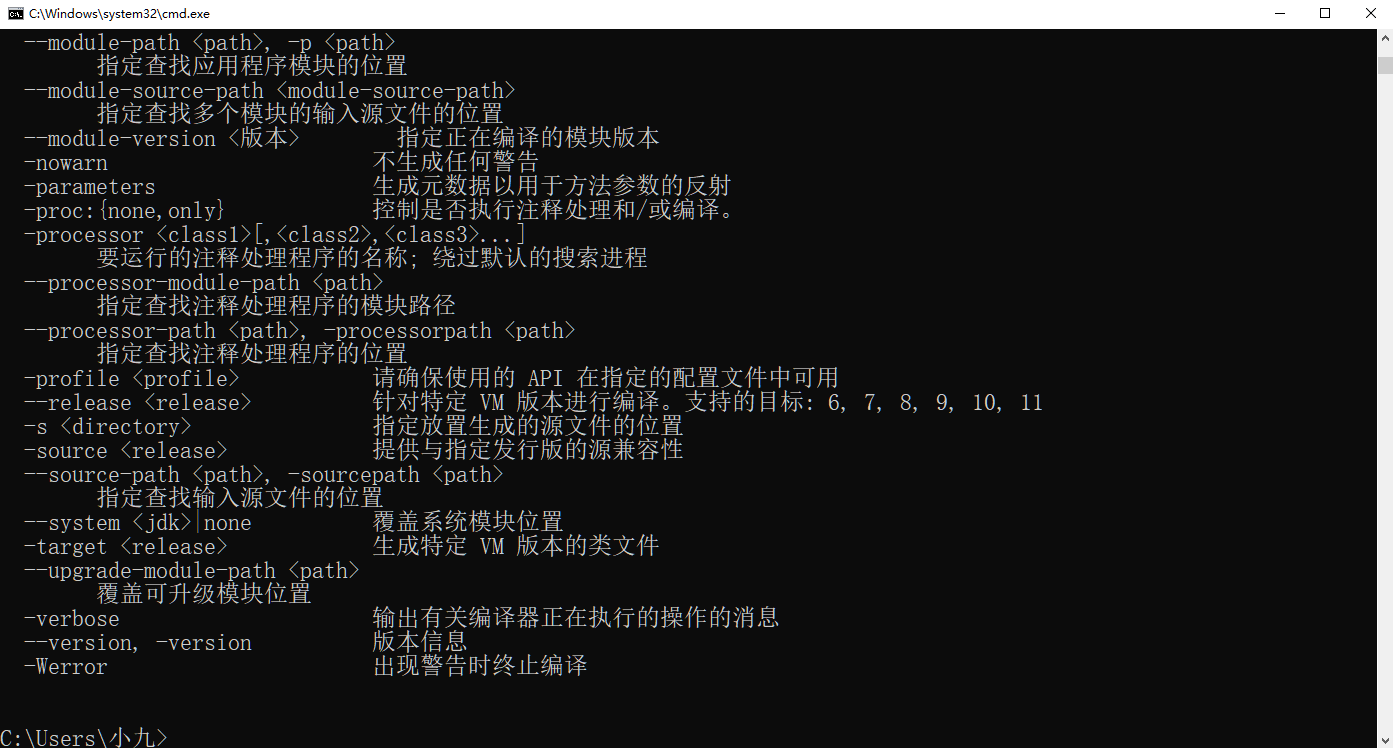 C:\Windows\system32\cmd.exe
--module-path <path>, -p <path>
指定查找应用程序模块的位置
--module-source-path <module-source-path>
指定查找多个模块的输入源文件的位置
--module-version <版本> 指定正在编译的模块版本
-nowarn 不生成任何警告
-parameters 生成元数据以用于方法参数的反射
-proc:{none,only} 控制是否执行注释处理和/或编译。
-processor <class1>[,<class2>,<class3>...]
要运行的注释处理程序的名称; 绕过默认的搜索进程
--processor-module-path <path>
指定查找注释处理程序的模块路径
--processor-path <path>, -processorpath <path>
指定查找注释处理程序的位置
-profile <profile> 请确保使用的 API 在指定的配置文件中可用
--release <release> 针对特定 VM 版本进行编译。支持的目标: 6, 7, 8, 9, 10, 11
-s <directory> 指定放置生成的源文件的位置
-source <release> 提供与指定发行版的源兼容性
--source-path <path>, -sourcepath <path>
指定查找输入源文件的位置
--system <jdk>|none 覆盖系统模块位置
-target <release> 生成特定 VM 版本的类文件
--upgrade-module-path <path>
覆盖可升级模块位置
-verbose 输出有关编译器正在执行的操作的消息
--version, -version 版本信息
-Werror 出现警告时终止编译
C:\Users\小九>